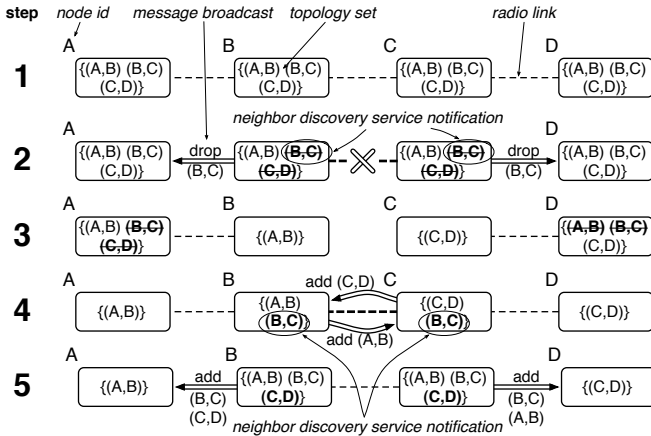 step node id message broadcast topology set radio link
A B C D
1 {(A,B) (B,C) {(A,B) (B,C) {(A,B) (B,C) {(A,B) (B,C)
(C,D)} (C,D)} (C,D)} (C,D)}
neighbor discovery service notification
A D
2 {(A,B) (B,C) drop {(A,B) (B,C) {(A,B) (B,C) drop {(A,B) (B,C)
(C,D)} (B,C) (C,D)} (C,D)} (B,C) (C,D)}
A B C D
3 {(A,B) (B,C) {(A,B)} {(C,D)} {(A,B) (B,C)
(C,D)} (C,D)}
A B add (C,D) C D
4 {(A,B)} {(A,B) {(C,D) {(C,D)}
(B,C)} add (A,B) (B,C)}
A B D
5 {(A,B)} add {(A,B) (B,C) {(A,B) (B,C) add {(C,D)}
(B,C) (C,D)} (C,D)} (B,C)
(C,D) (A,B)
neighbor discovery service notification